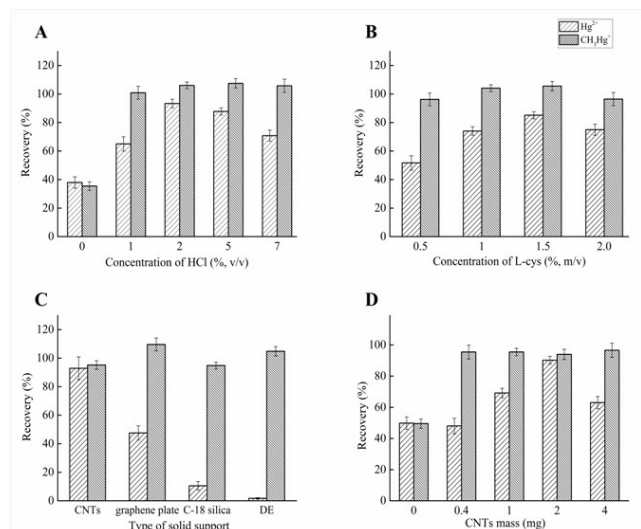 Hg²⁺
CH₃Hg⁺
A
120
100
80
60
40
20
0
Recovery (%)
0 1 2 5 7
Concentration of HCl (%, v/v)
B
120
100
80
60
40
20
0
Recovery (%)
0.5 1 1.5 2.0
Concentration of L-cys (%, m/v)
C
120
100
80
60
40
20
0
Recovery (%)
CNTs graphene plate C-18 silica DE
Type of solid support
D
100
80
60
40
20
0
Recovery (%)
0 0.4 1 2 4
CNTs mass (mg)